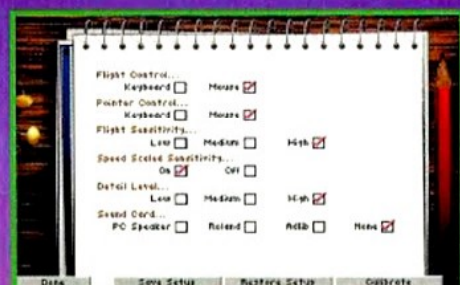 Flight Control...
Keyboard Mouse
Pointer Control...
Keyboard Mouse
Flight Sensitivity...
Low Medium High
Speed Scaled Sensitivity...
On Off
Detail Level...
Low Medium High
Sound Card...
PC Speaker Roland Adlib None
Done Save Setup Restore Setup Calibrate